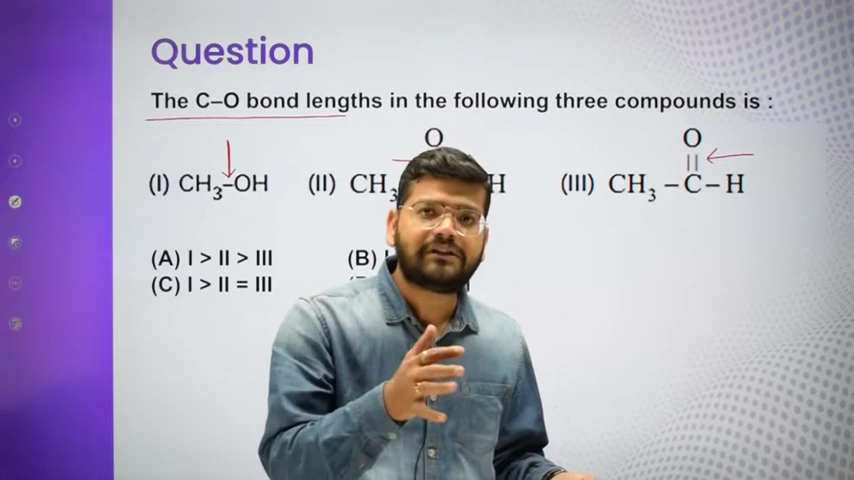 Question
The C–O bond lengths in the following three compounds is :
O O
(I) CH₃–OH (II) CH₃ H (III) CH₃ – C – H
(A) I > II > III (B) I
(C) I > II = III